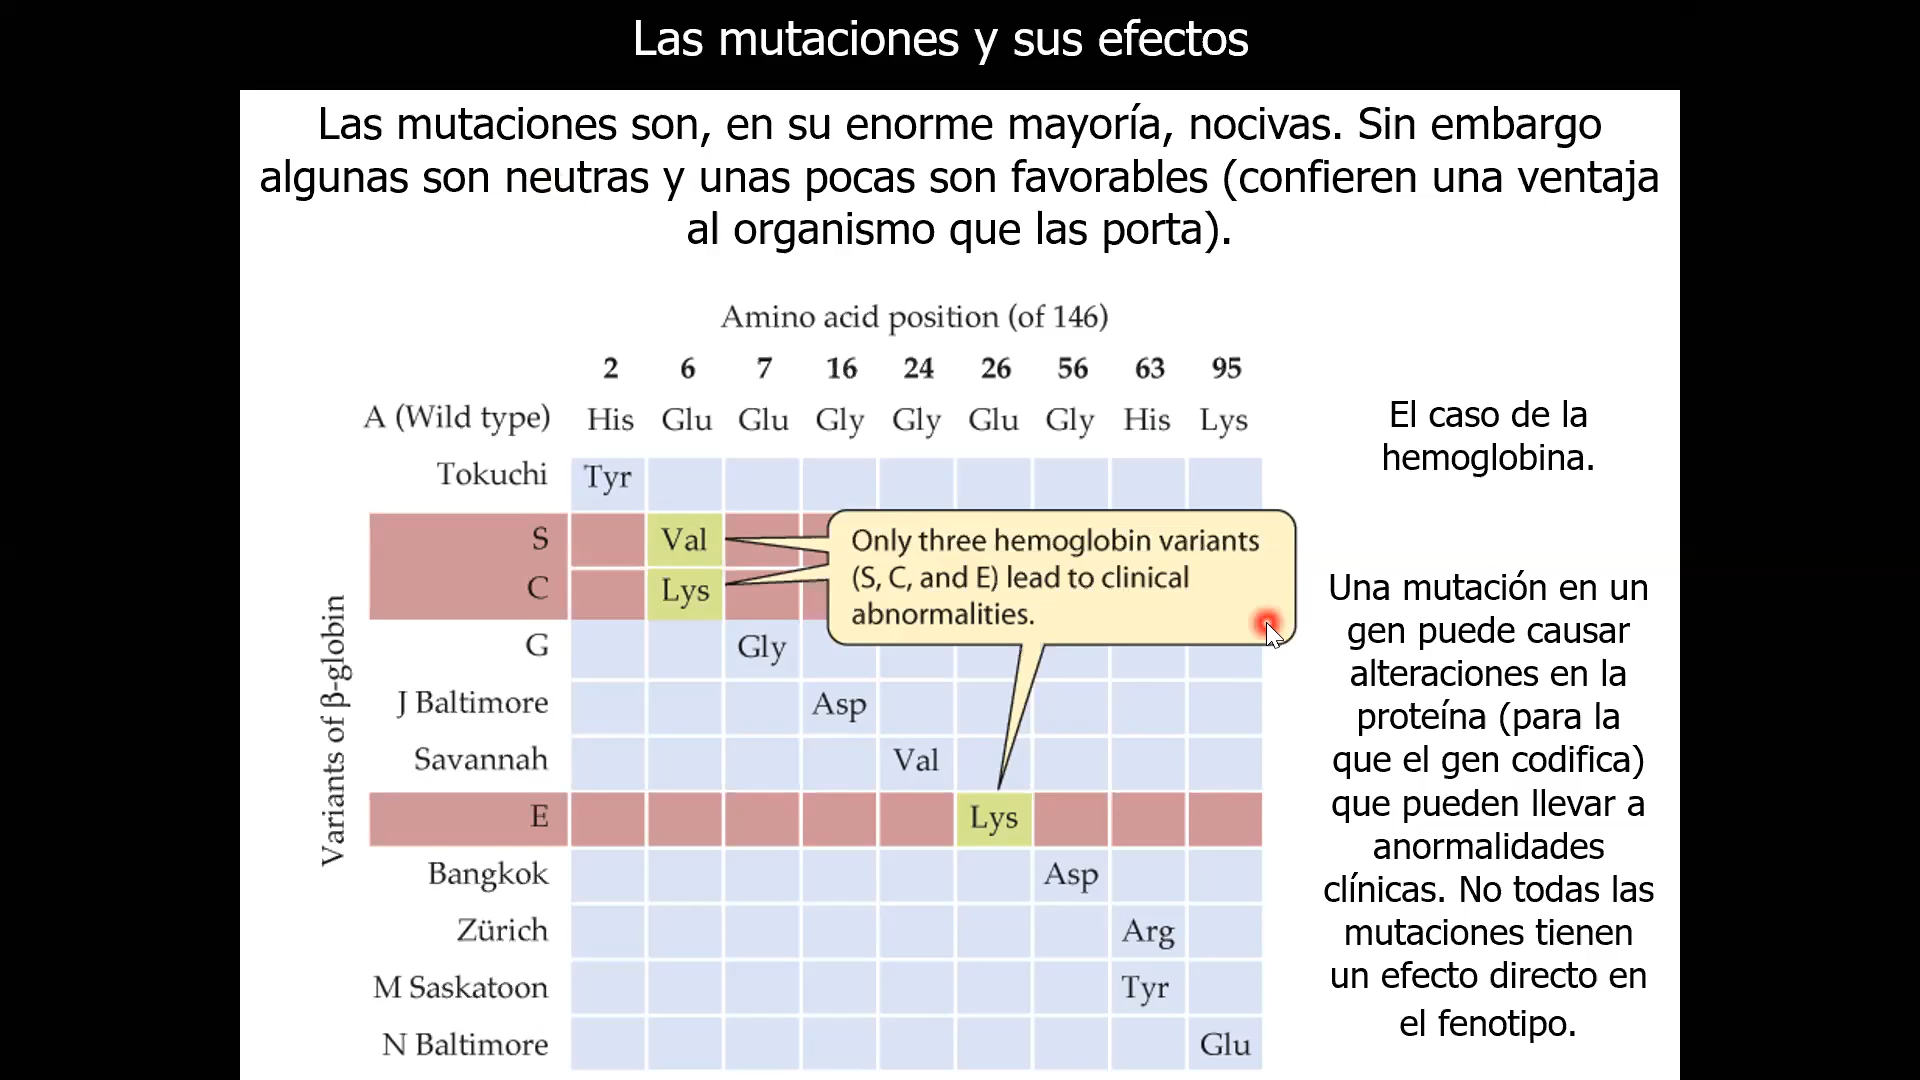 Las mutaciones y sus efectos
Las mutaciones son, en su enorme mayoría, nocivas. Sin embargo
algunas son neutras y unas pocas son favorables (confieren una ventaja
al organismo que las porta).
Amino acid position (of 146)
2 6 7 16 24 26 56 63 95
A (Wild type) His Glu Glu Gly Gly Glu Gly His Lys
Variants of β-globin
Tokuchi Tyr
S Val
C Lys
G Gly
J Baltimore Asp
Savannah Val
E Lys
Bangkok Asp
Zürich Arg
M Saskatoon Tyr
N Baltimore Glu
Only three hemoglobin variants
(S, C, and E) lead to clinical
abnormalities.
El caso de la
hemoglobina.
Una mutación en un
gen puede causar
alteraciones en la
proteína (para la
que el gen codifica)
que pueden llevar a
anormalidades
clínicas. No todas las
mutaciones tienen
un efecto directo en
el fenotipo.